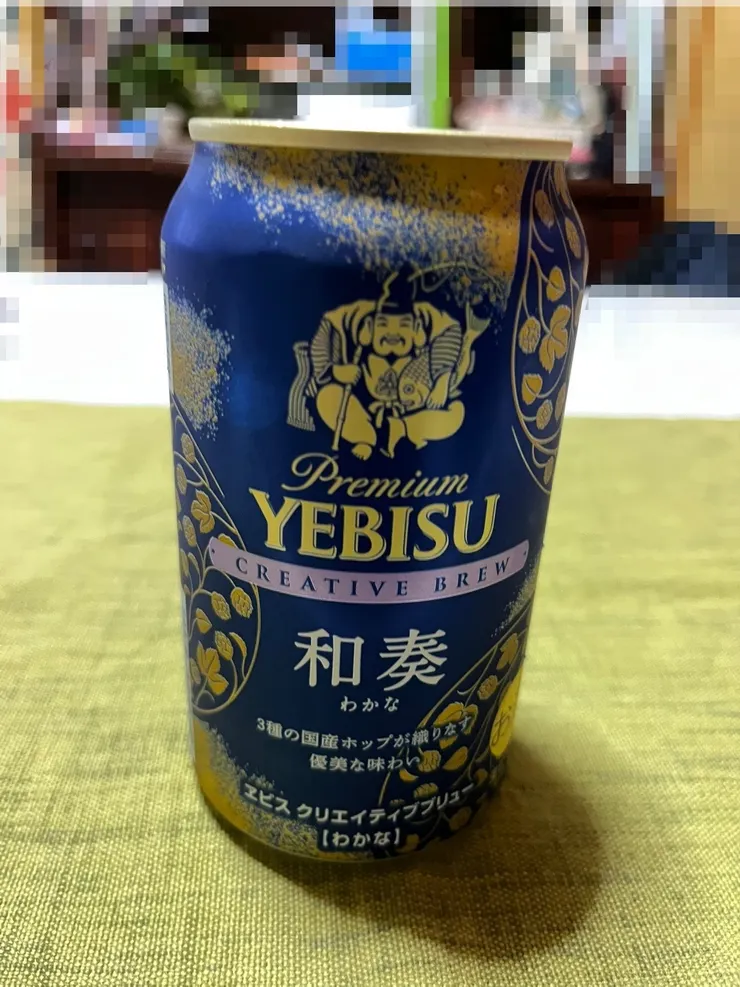 Premium
YEBISU
CREATIVE BREW
和奏
わかな
3種の国産ホップが織りなす
優美な味わい
ヱビス クリエイティブブリュー
【わかな】
お